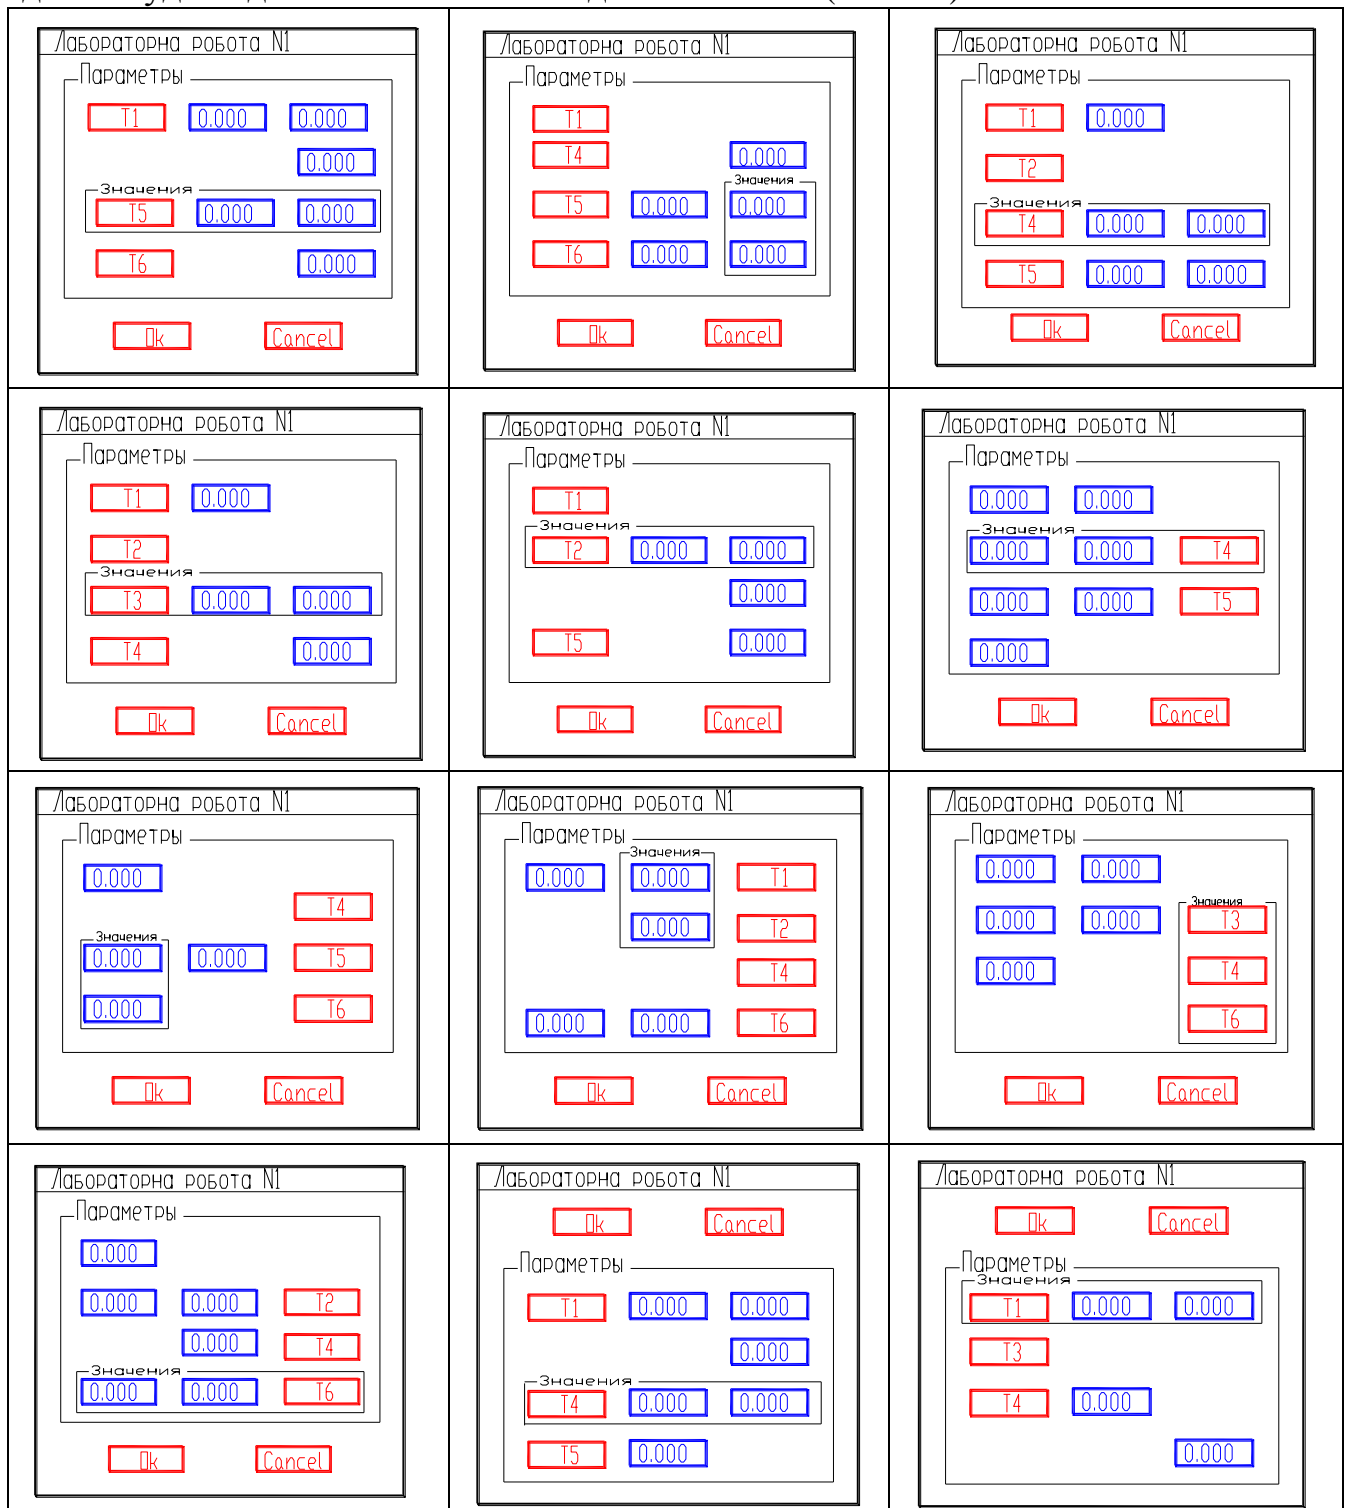 Лабораторна робота N1
Параметры
T1 0.000 0.000
0.000
Значения
T5 0.000 0.000
T6 0.000
Ok Cancel
Лабораторна робота N1
Параметры
T1
T4 0.000
Значения
T5 0.000 0.000
T6 0.000 0.000
Ok Cancel
Лабораторна робота N1
Параметры
T1 0.000
T2
Значения
T4 0.000 0.000
T5 0.000 0.000
Ok Cancel
Лабораторна робота N1
Параметры
T1 0.000
T2
Значения
T3 0.000 0.000
T4 0.000
Ok Cancel
Лабораторна робота N1
Параметры
T1
Значения
T2 0.000 0.000
0.000
T5 0.000
Ok Cancel
Лабораторна робота N1
Параметры
0.000 0.000
Значения
0.000 0.000 T4
0.000 0.000 T5
0.000
Ok Cancel
Лабораторна робота N1
Параметры
0.000
T4
Значения
0.000 0.000 T5
0.000 T6
Ok Cancel
Лабораторна робота N1
Параметры
Значения
0.000 0.000 T1
0.000 T2
T4
0.000 0.000 T6
Ok Cancel
Лабораторна робота N1
Параметры
0.000 0.000
Значения
0.000 0.000 T3
0.000 T4
T6
Ok Cancel
Лабораторна робота N1
Параметры
0.000
0.000 0.000 T2
0.000 T4
Значения
0.000 0.000 T6
Ok Cancel
Лабораторна робота N1
Ok Cancel
Параметры
T1 0.000 0.000
0.000
Значения
T4 0.000 0.000
T5 0.000
Лабораторна робота N1
Ok Cancel
Параметры
Значения
T1 0.000 0.000
T3
T4 0.000
0.000